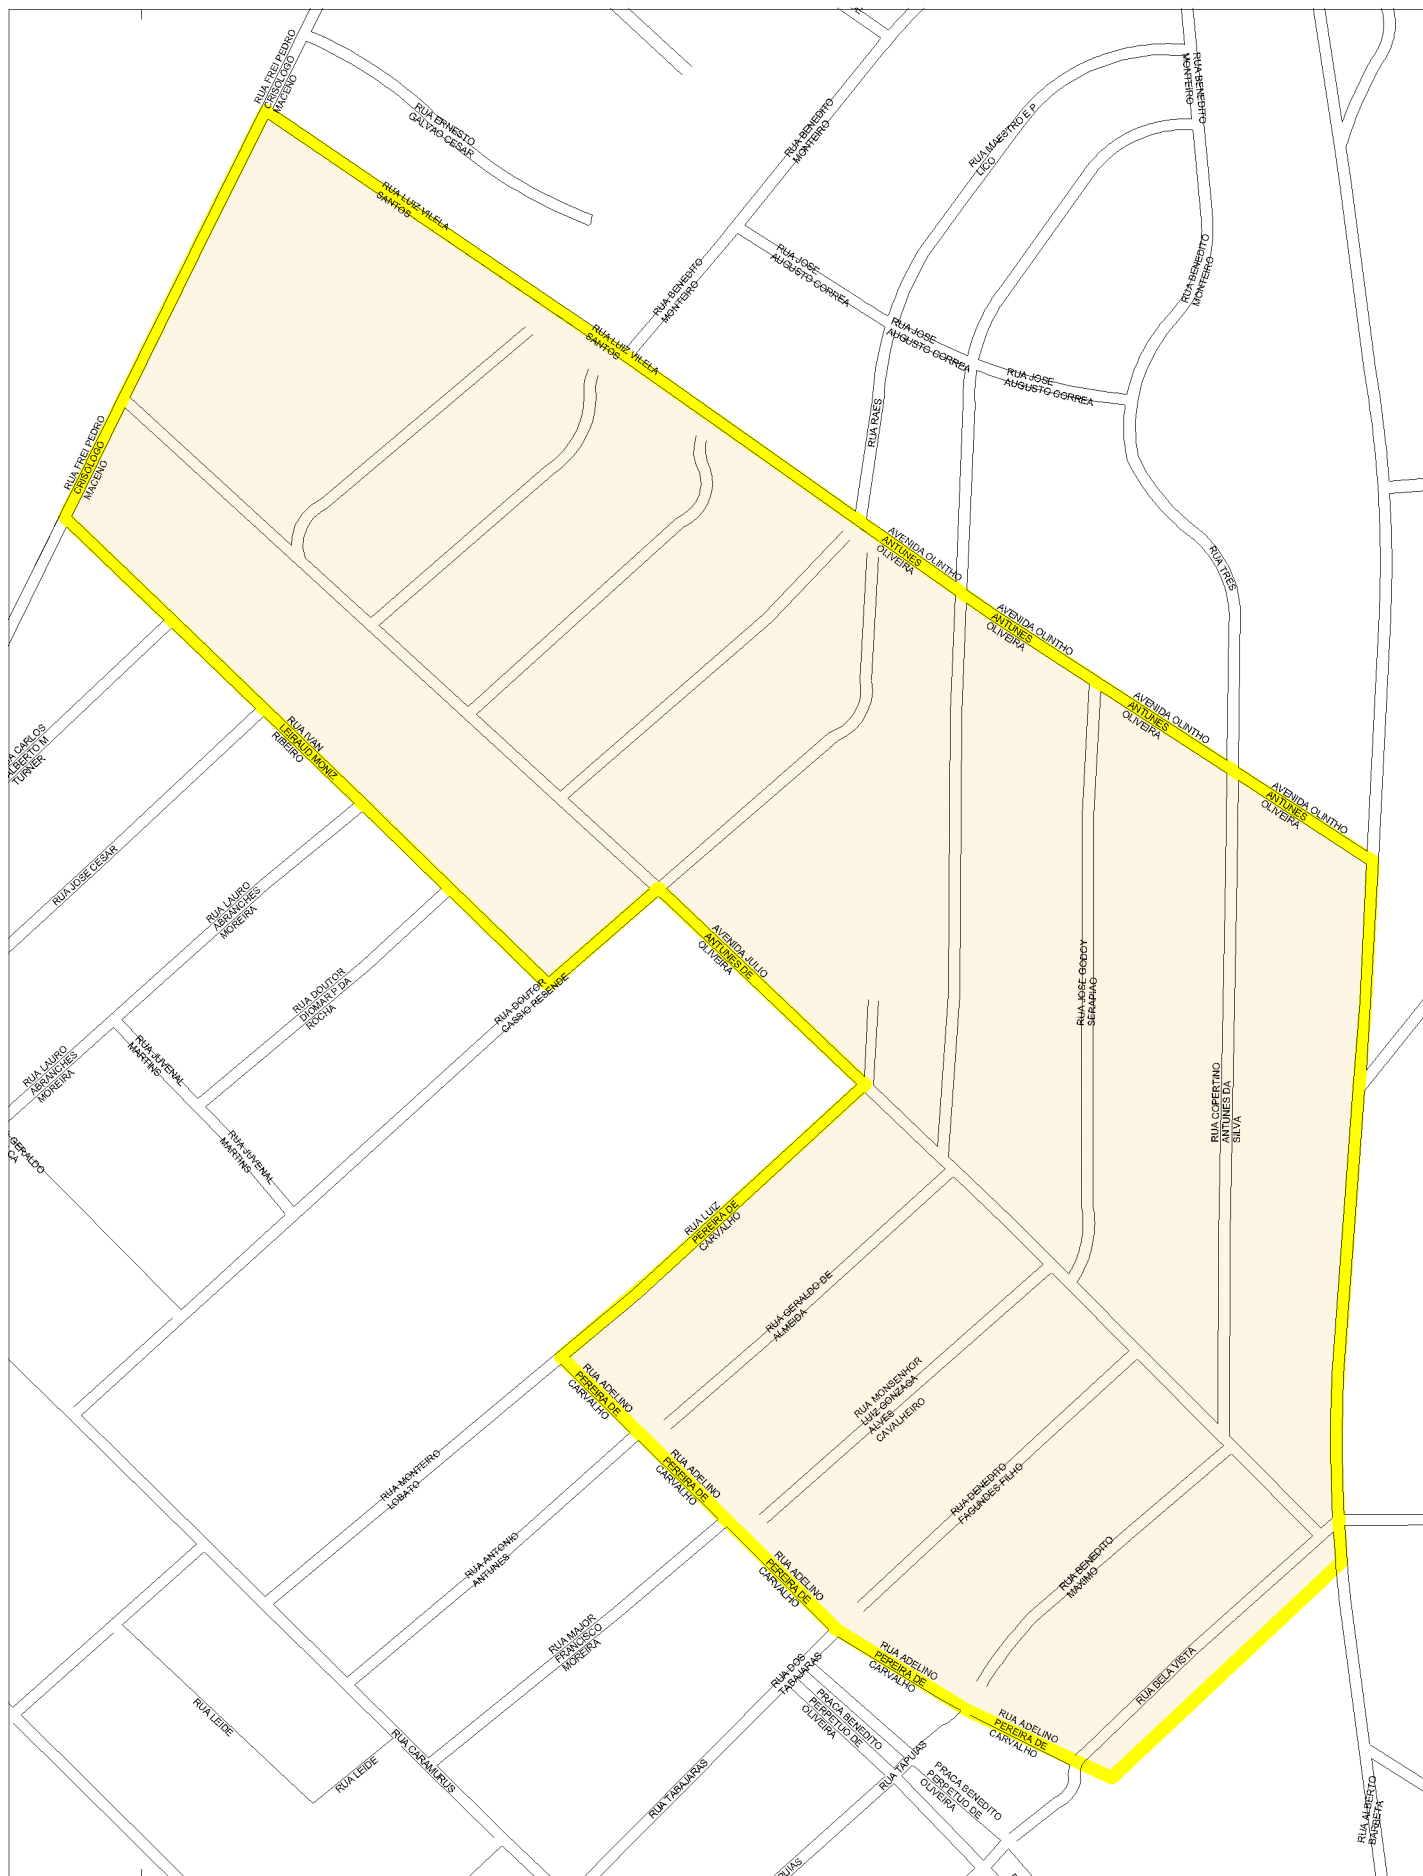 RUA FREI PEDRO
CRISOLOGO
MACENO
RUA ERNESTO
GALVAO CESAR
RUA BENEDITO
MONTEIRO
RUA MAESTRO E P
LICO
RUA BENEDITO
MONTEIRO
RUA LUIZ VILELA
SANTOS
RUA BENEDITO
MONTEIRO
RUA JOSE
AUGUSTO CORREA
RUA BENEDITO
MONTEIRO
RUA LUIZ VILELA
SANTOS
RUA JOSE
AUGUSTO CORREA
RUA JOSE
AUGUSTO CORREA
RUA RAES
RUA FREI PEDRO
CRISOLOGO
MACENO
AVENIDA OLINTHO
ANTUNES
OLIVEIRA
RUA TRES
AVENIDA OLINTHO
ANTUNES
OLIVEIRA
AVENIDA OLINTHO
ANTUNES
OLIVEIRA
AVENIDA OLINTHO
ANTUNES
OLIVEIRA
CARLOS
ALBERTO M
TURNER
RUA IVAN
LEIRAUD MONIZ
RIBEIRO
RUA JOSE CESAR
RUA LAURO
ABRANCHES
MOREIRA
AVENIDA JULIO
ANTUNES DE
OLIVEIRA
RUA DOUTOR
DIOMAR P DA
ROCHA
RUA DOUTOR
CASSIO RESENDE
RUA JOSE GODOY
SERAPIAO
RUA LAURO
ABRANCHES
MOREIRA
RUA JUVENAL
MARTINS
RUA COPERTINO
ANTUNES DA
SILVA
GERALDO
CA
RUA JUVENAL
MARTINS
RUA LUIZ
PEREIRA DE
CARVALHO
RUA GERALDO DE
ALMEIDA
RUA ADELINO
PEREIRA DE
CARVALHO
RUA MONSENHOR
LUIZ GONZAGA
ALVES
CAVALHEIRO
RUA MONTEIRO
LOBATO
RUA ADELINO
PEREIRA DE
CARVALHO
RUA DENEDITO
FAGUNDES FILHO
RUA ANTONIO
ANTUNES
RUA ADELINO
PEREIRA DE
CARVALHO
RUA BENEDITO
MAXIMO
RUA MAJOR
FRANCISCO
MOREIRA
RUA ADELINO
PEREIRA DE
CARVALHO
RUA DOS
TABAJARAS
RUA BELA VISTA
PRACA BENEDITO
PERPETUO DE
OLIVEIRA
RUA LEIDE
RUA ADELINO
PEREIRA DE
CARVALHO
RUA CARAMURUS
RUA LEIDE
RUA TABAJARAS
RUA TAPUIAS
PRACA BENEDITO
PERPETUO DE
OLIVEIRA
RUA ALBERTO
BARBETA